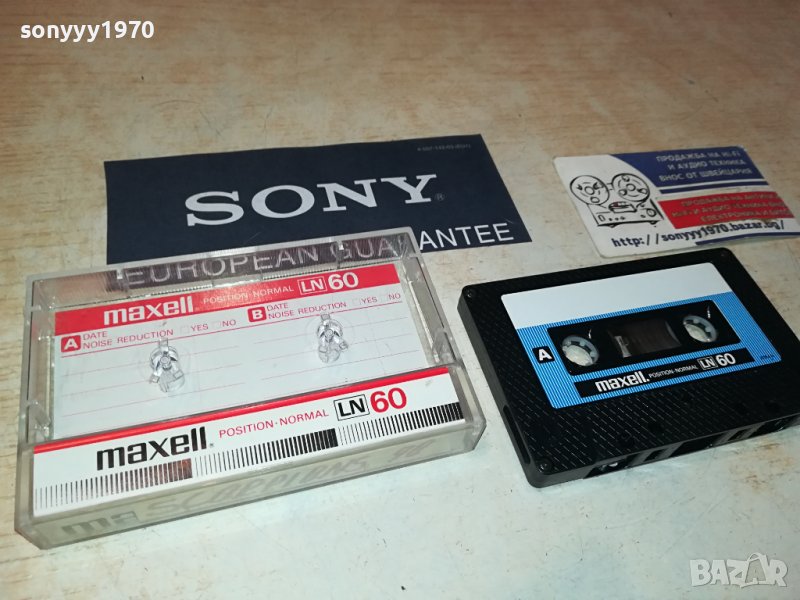 sonyyy1970
SONY®
EUROPEAN GUARANTEE
ПРОДАЖБА НА Hi-Fi
И АУДИО ТЕХНИКА
ВНОС ОТ ШВЕЙЦАРИЯ
http://sonyyy1970.bazar.bg/
maxell POSITION·NORMAL LN 60
A DATE
NOISE REDUCTION □YES □NO
B DATE
NOISE REDUCTION □YES □NO
maxell® POSITION·NORMAL LN 60
A
maxell® POSITION·NORMAL LN 60
BAZAR